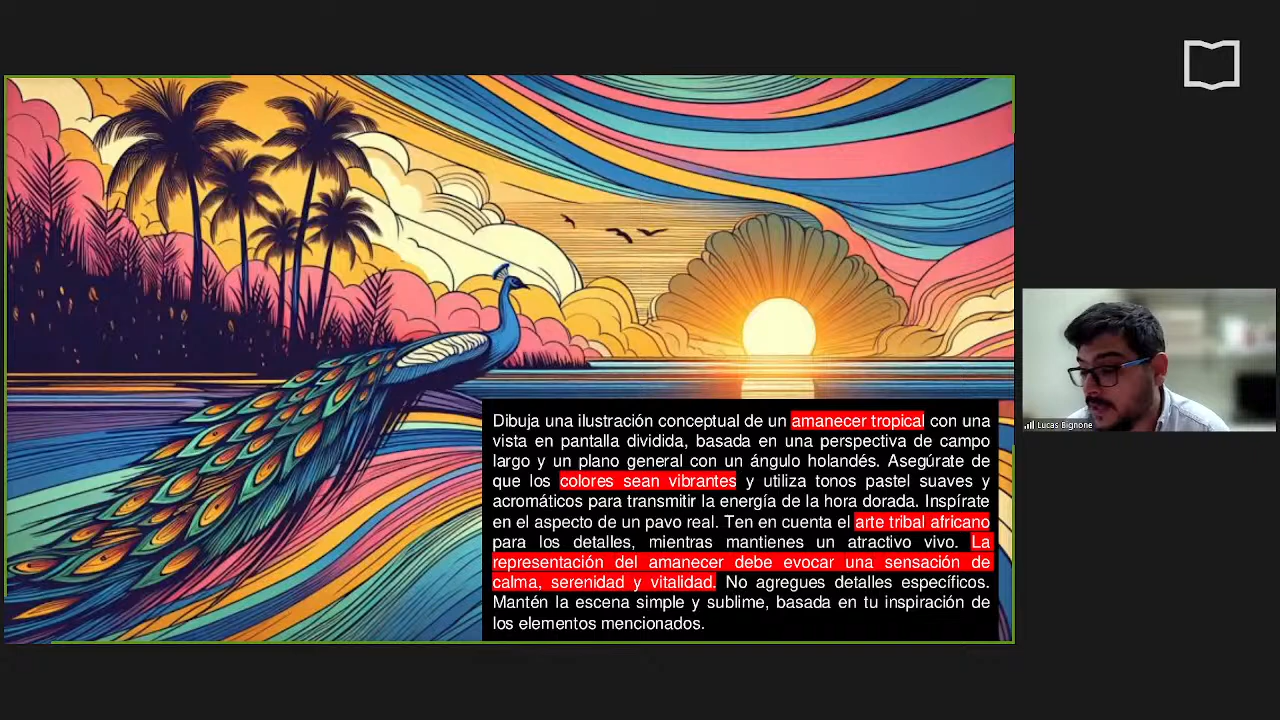 Dibuja una ilustración conceptual de un amanecer tropical con una
vista en pantalla dividida, basada en una perspectiva de campo
largo y un plano general con un ángulo holandés. Asegúrate de
que los colores sean vibrantes y utiliza tonos pastel suaves y
acromáticos para transmitir la energía de la hora dorada. Inspírate
en el aspecto de un pavo real. Ten en cuenta el arte tribal africano
para los detalles, mientras mantienes un atractivo vivo. La
representación del amanecer debe evocar una sensación de
calma, serenidad y vitalidad. No agregues detalles específicos.
Mantén la escena simple y sublime, basada en tu inspiración de
los elementos mencionados.
Lucas Bignone